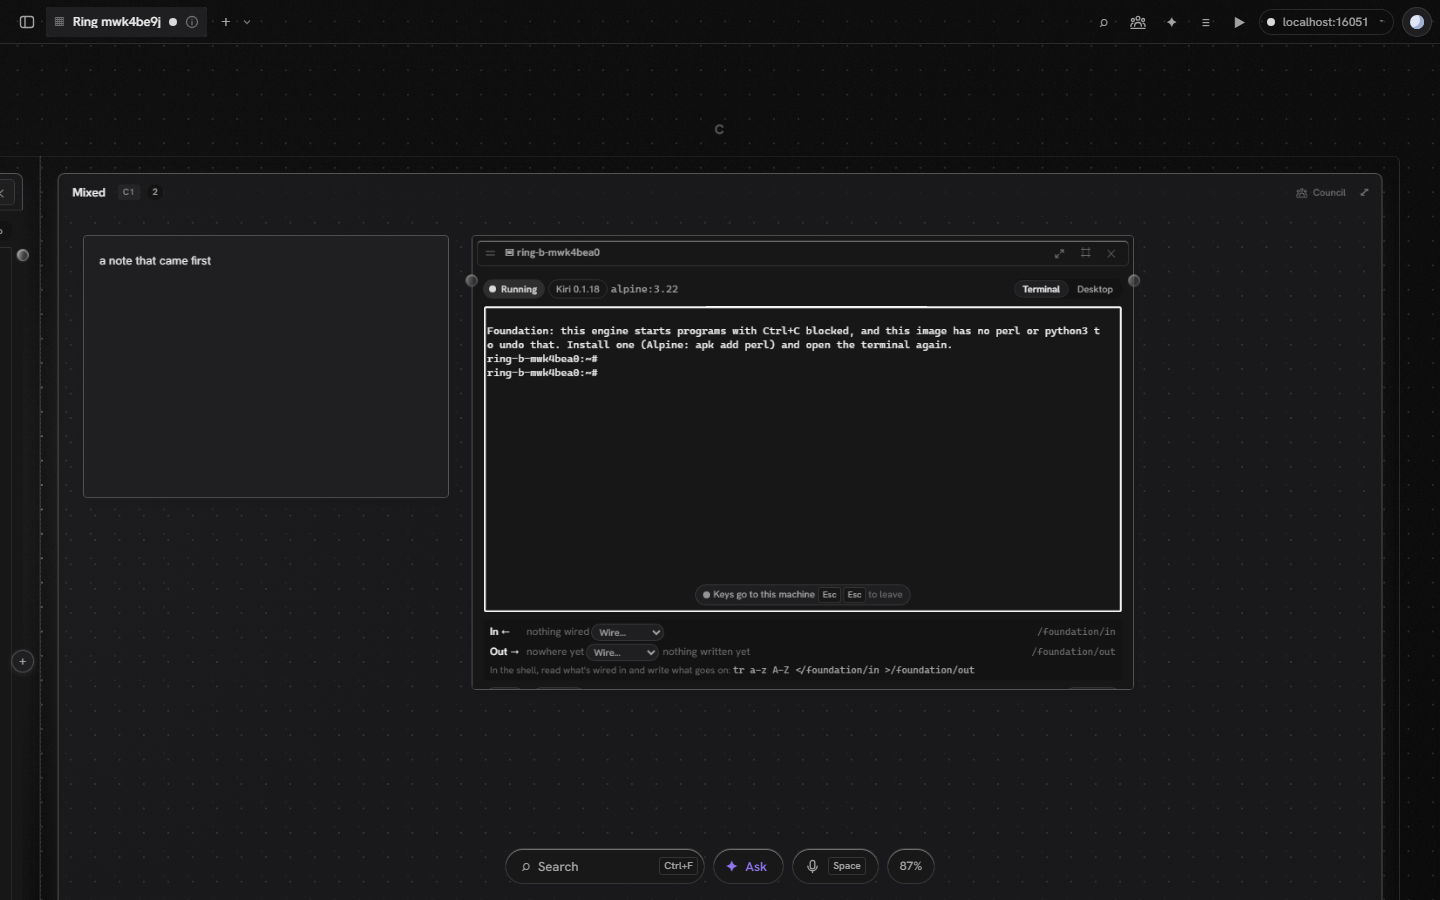 Ring mwk4be9j
localhost:16051
C
Mixed C1 2
Council
a note that came first
ring-b-mwk4bea0
Running Kiri 0.1.18 alpine:3.22
Terminal Desktop
Foundation: this engine starts programs with Ctrl+C blocked, and this image has no perl or python3 t
o undo that. Install one (Alpine: apk add perl) and open the terminal again.
ring-b-mwk4bea0:~#
ring-b-mwk4bea0:~#
Keys go to this machine Esc Esc to leave
In ← nothing wired Wire... /foundation/in
Out → nowhere yet Wire... nothing written yet /foundation/out
In the shell, read what's wired in and write what goes on: tr a-z A-Z </foundation/in >/foundation/out
Search Ctrl+F
Ask
Space
87%